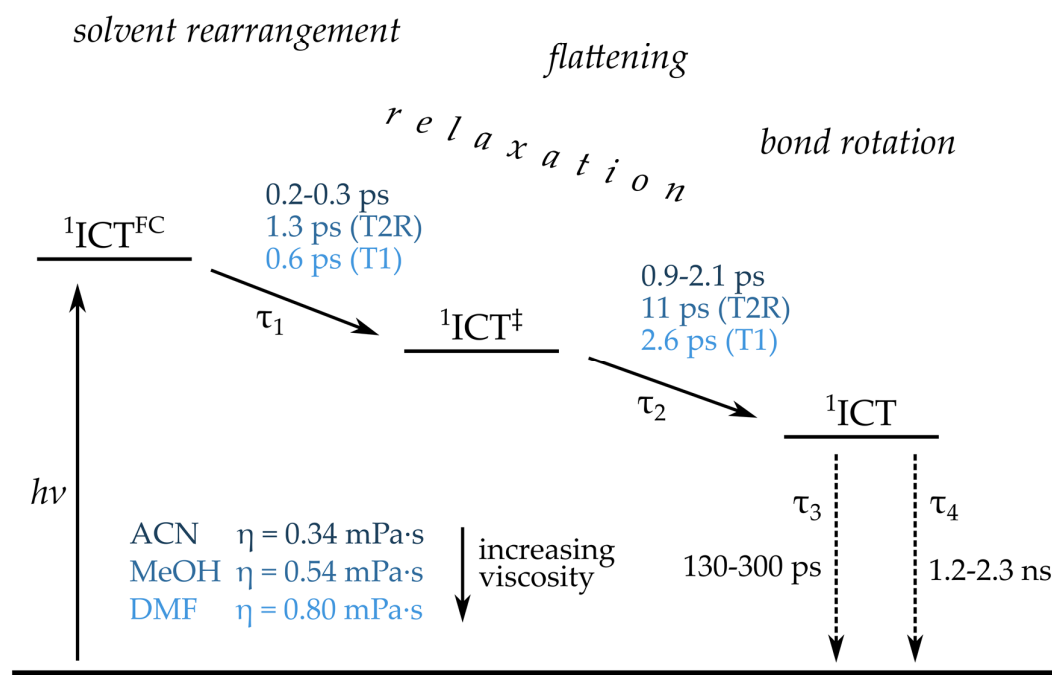 solvent rearrangement
flattening
relaxation
bond rotation
0.2-0.3 ps
1.3 ps (T2R)
0.6 ps (T1)
¹ICTFC
τ₁
0.9-2.1 ps
11 ps (T2R)
2.6 ps (T1)
¹ICT‡
τ₂
¹ICT
hν
τ₃
τ₄
130-300 ps
1.2-2.3 ns
ACN η = 0.34 mPa·s
MeOH η = 0.54 mPa·s
DMF η = 0.80 mPa·s
increasing
viscosity